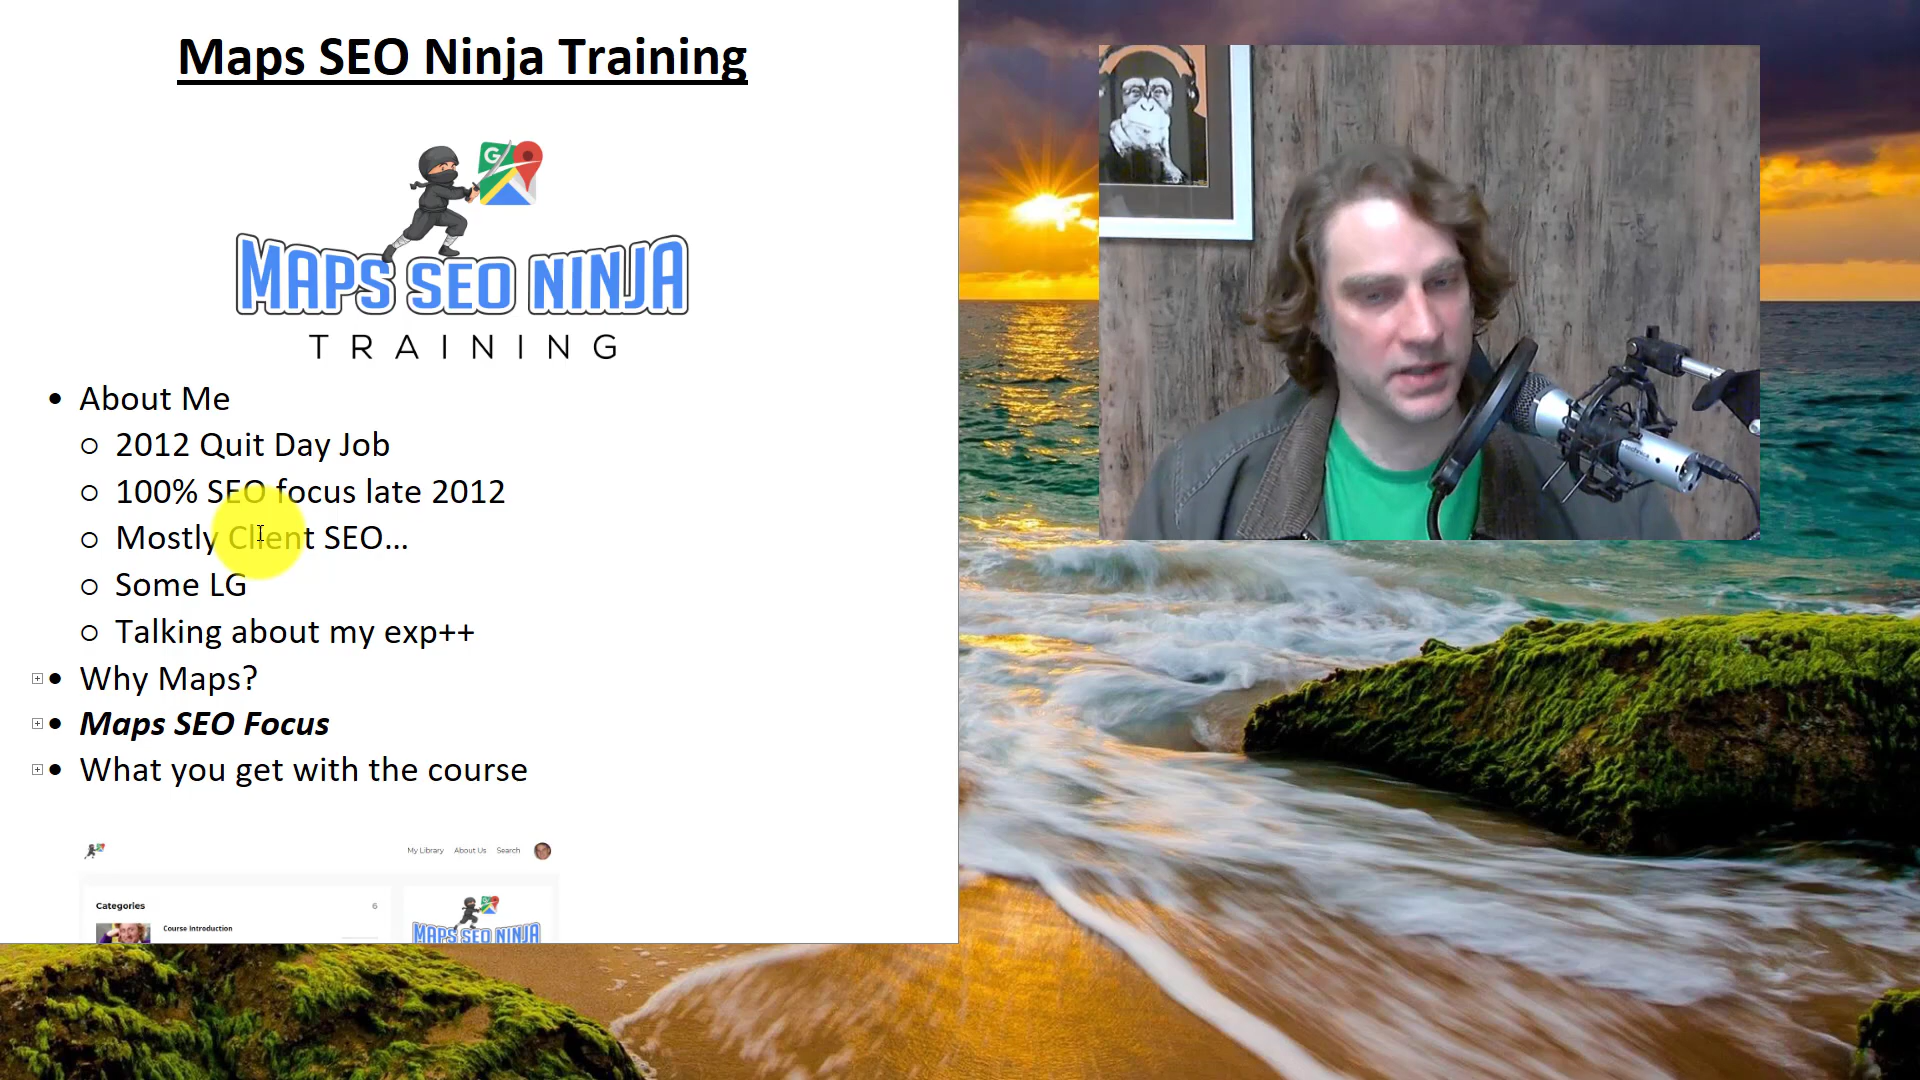 Maps SEO Ninja Training
G
MAPS SEO NINJA
TRAINING
• About Me
○ 2012 Quit Day Job
○ 100% SEO focus late 2012
○ Mostly Client SEO...
○ Some LG
○ Talking about my exp++
• Why Maps?
• Maps SEO Focus
• What you get with the course
My Library About Us Search
Categories 6
Course Introduction
MAPS SEO NINJA